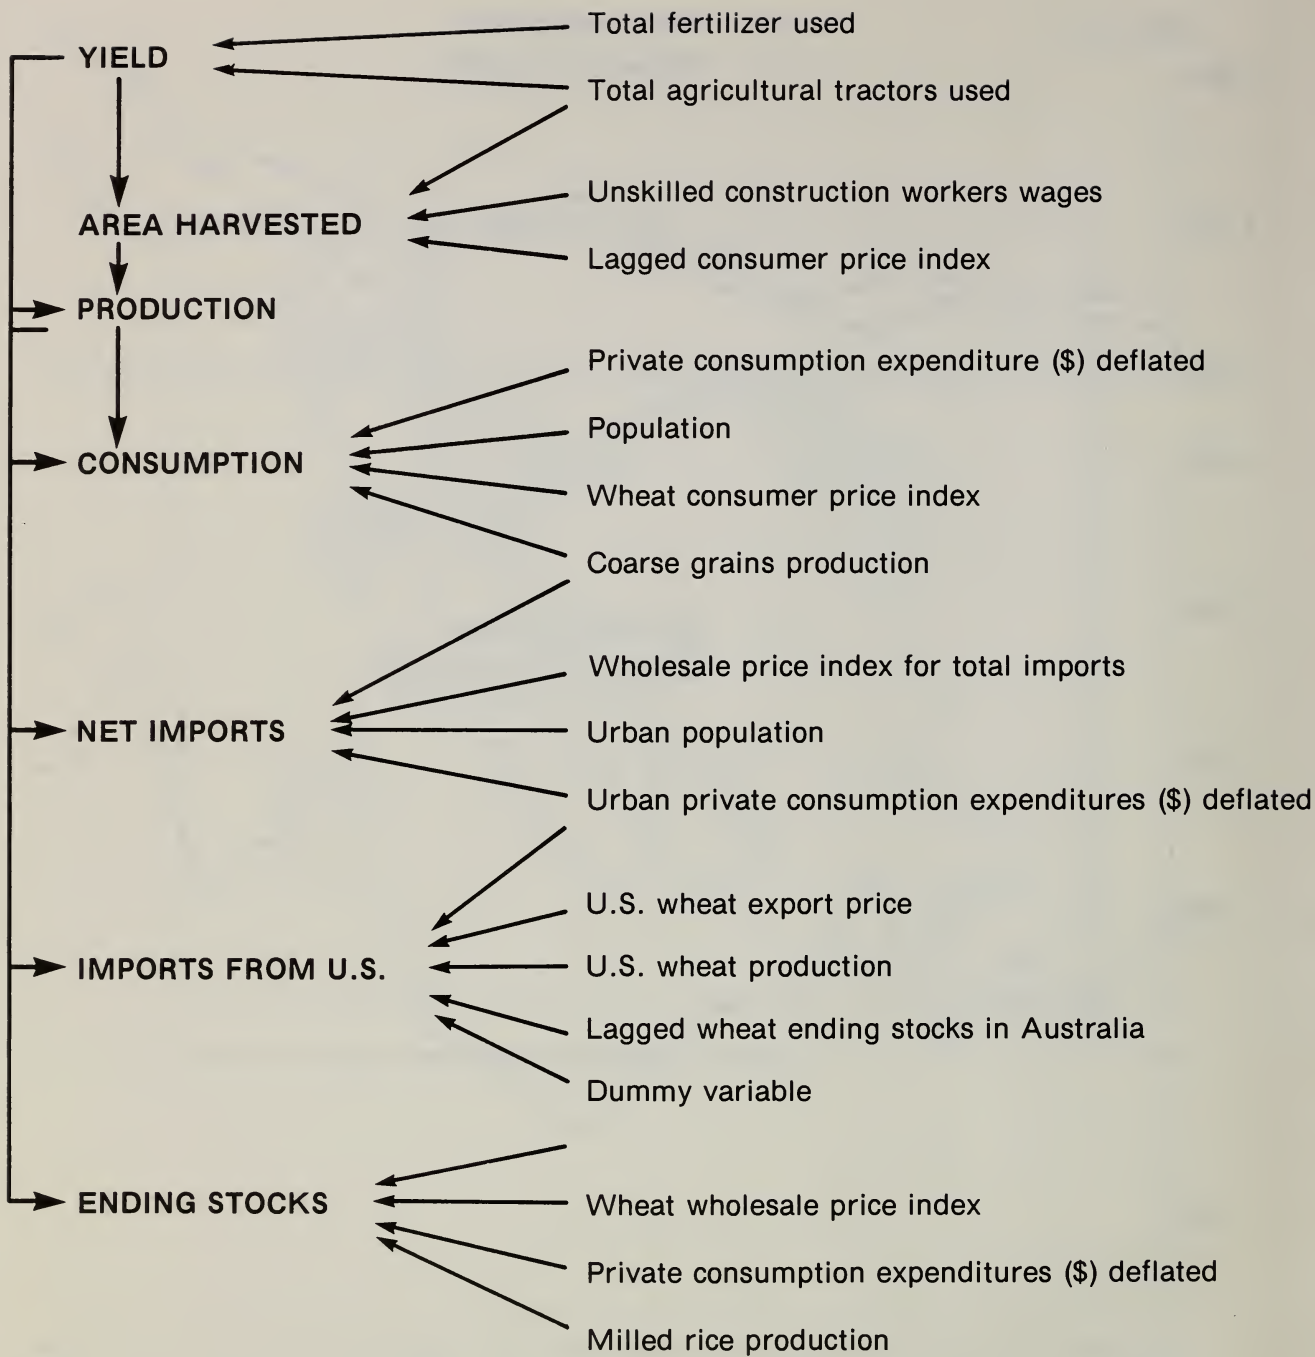 Total fertilizer used
YIELD
Total agricultural tractors used
Unskilled construction workers wages
AREA HARVESTED
Lagged consumer price index
PRODUCTION
Private consumption expenditure ($) deflated
Population
CONSUMPTION
Wheat consumer price index
Coarse grains production
Wholesale price index for total imports
NET IMPORTS
Urban population
Urban private consumption expenditures ($) deflated
U.S. wheat export price
IMPORTS FROM U.S.
U.S. wheat production
Lagged wheat ending stocks in Australia
Dummy variable
ENDING STOCKS
Wheat wholesale price index
Private consumption expenditures ($) deflated
Milled rice production